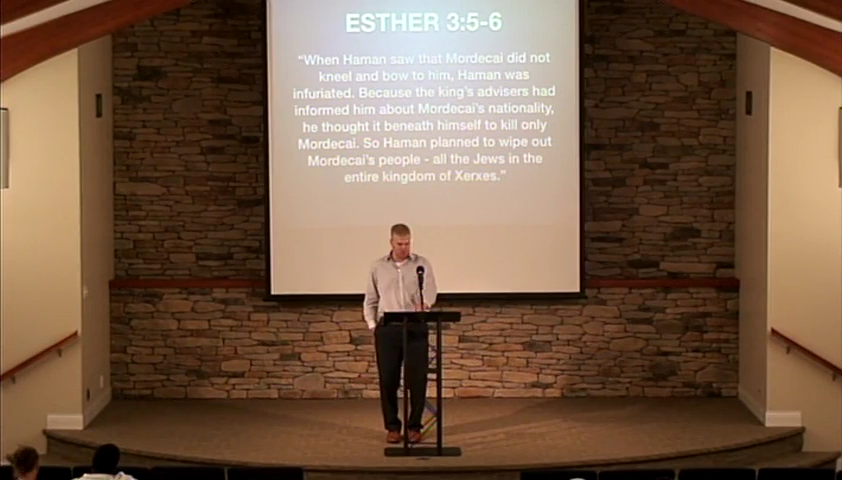 ESTHER 3:5-6
“When Haman saw that Mordecai did not
kneel and bow to him, Haman was
infuriated. Because the king’s advisers had
informed him about Mordecai’s nationality,
he thought it beneath himself to kill only
Mordecai. So Haman planned to wipe out
Mordecai’s people - all the Jews in the
entire kingdom of Xerxes.”